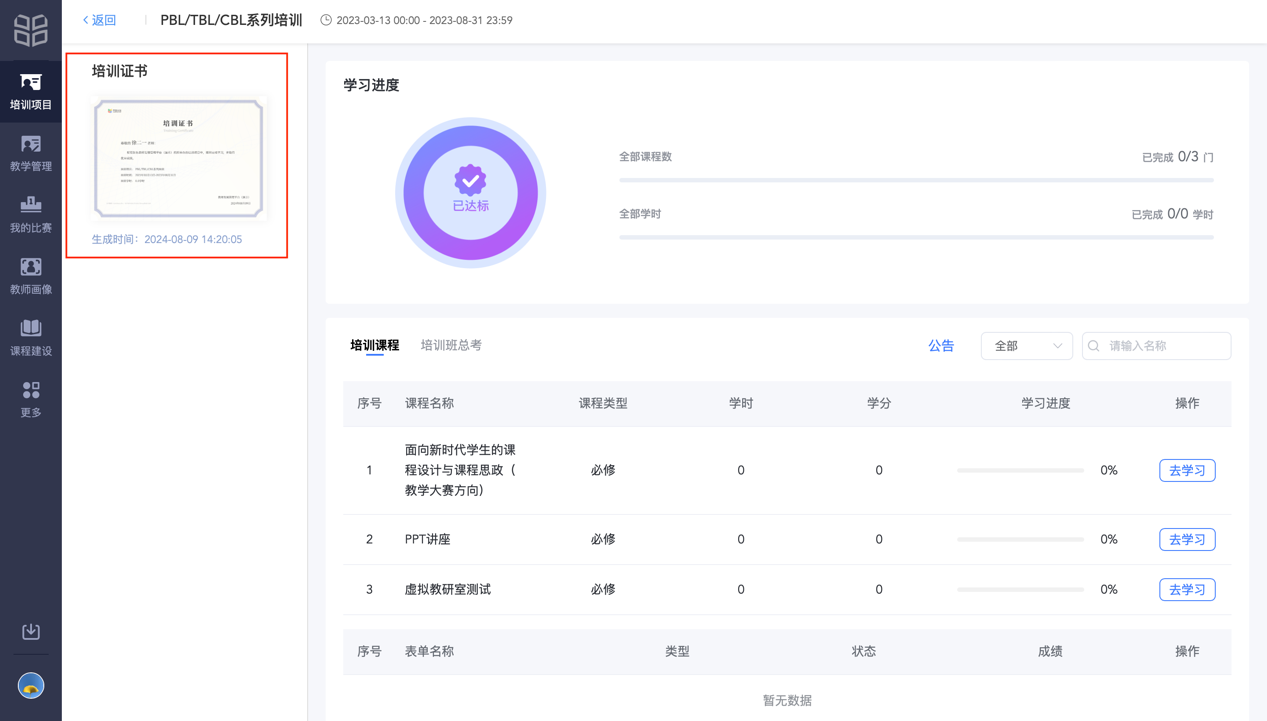 返回
PBL/TBL/CBL系列培训
2023-03-13 00:00 - 2023-08-31 23:59
培训项目
教学管理
我的比赛
教师画像
课程建设
更多
培训证书
培训证书
生成时间：2024-08-09 14:20:05
学习进度
已达标
全部课程数 已完成 0/3 门
全部学时 已完成 0/0 学时
培训课程 培训班总考 公告 全部 请输入名称
序号 课程名称 课程类型 学时 学分 学习进度 操作
面向新时代学生的课
1 程设计与课程思政（ 必修 0 0 0% 去学习
教学大赛方向）
2 PPT讲座 必修 0 0 0% 去学习
3 虚拟教研室测试 必修 0 0 0% 去学习
序号 表单名称 类型 状态 成绩 操作
暂无数据